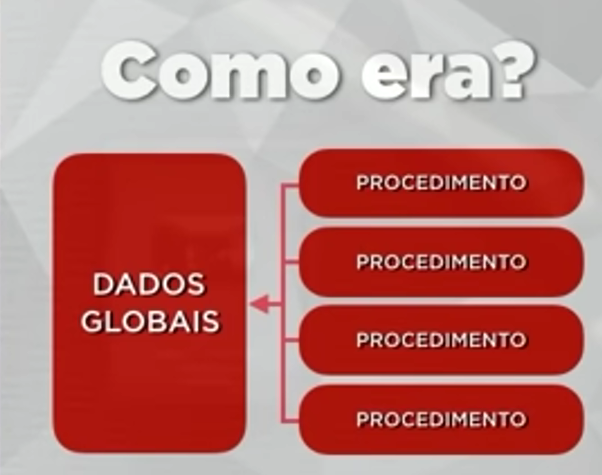 Como era?
DADOS
GLOBAIS
PROCEDIMENTO
PROCEDIMENTO
PROCEDIMENTO
PROCEDIMENTO